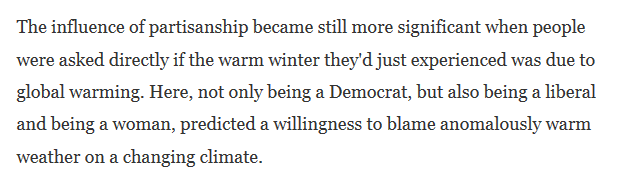 The influence of partisanship became still more significant when people
were asked directly if the warm winter they'd just experienced was due to
global warming. Here, not only being a Democrat, but also being a liberal
and being a woman, predicted a willingness to blame anomalously warm
weather on a changing climate.